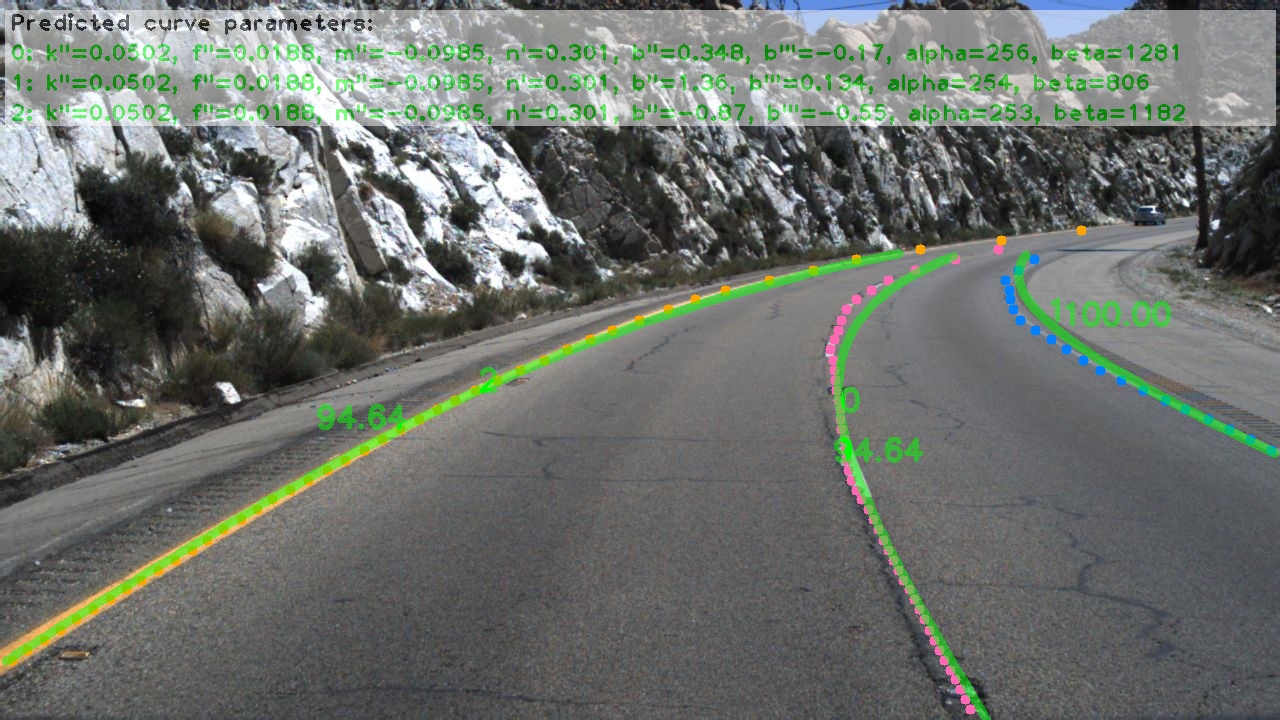 Predicted curve parameters:
0: k"=0.0502, f"=0.0188, m"=-0.0985, n'=0.301, b"=0.348, b'"=-0.17, alpha=256, beta=1281
1: k"=0.0502, f"=0.0188, m"=-0.0985, n'=0.301, b"=1.36, b'"=0.134, alpha=254, beta=806
2: k"=0.0502, f"=0.0188, m"=-0.0985, n'=0.301, b"=-0.87, b'"=-0.55, alpha=253, beta=1182
1100.00
2
94.64
0
94.64